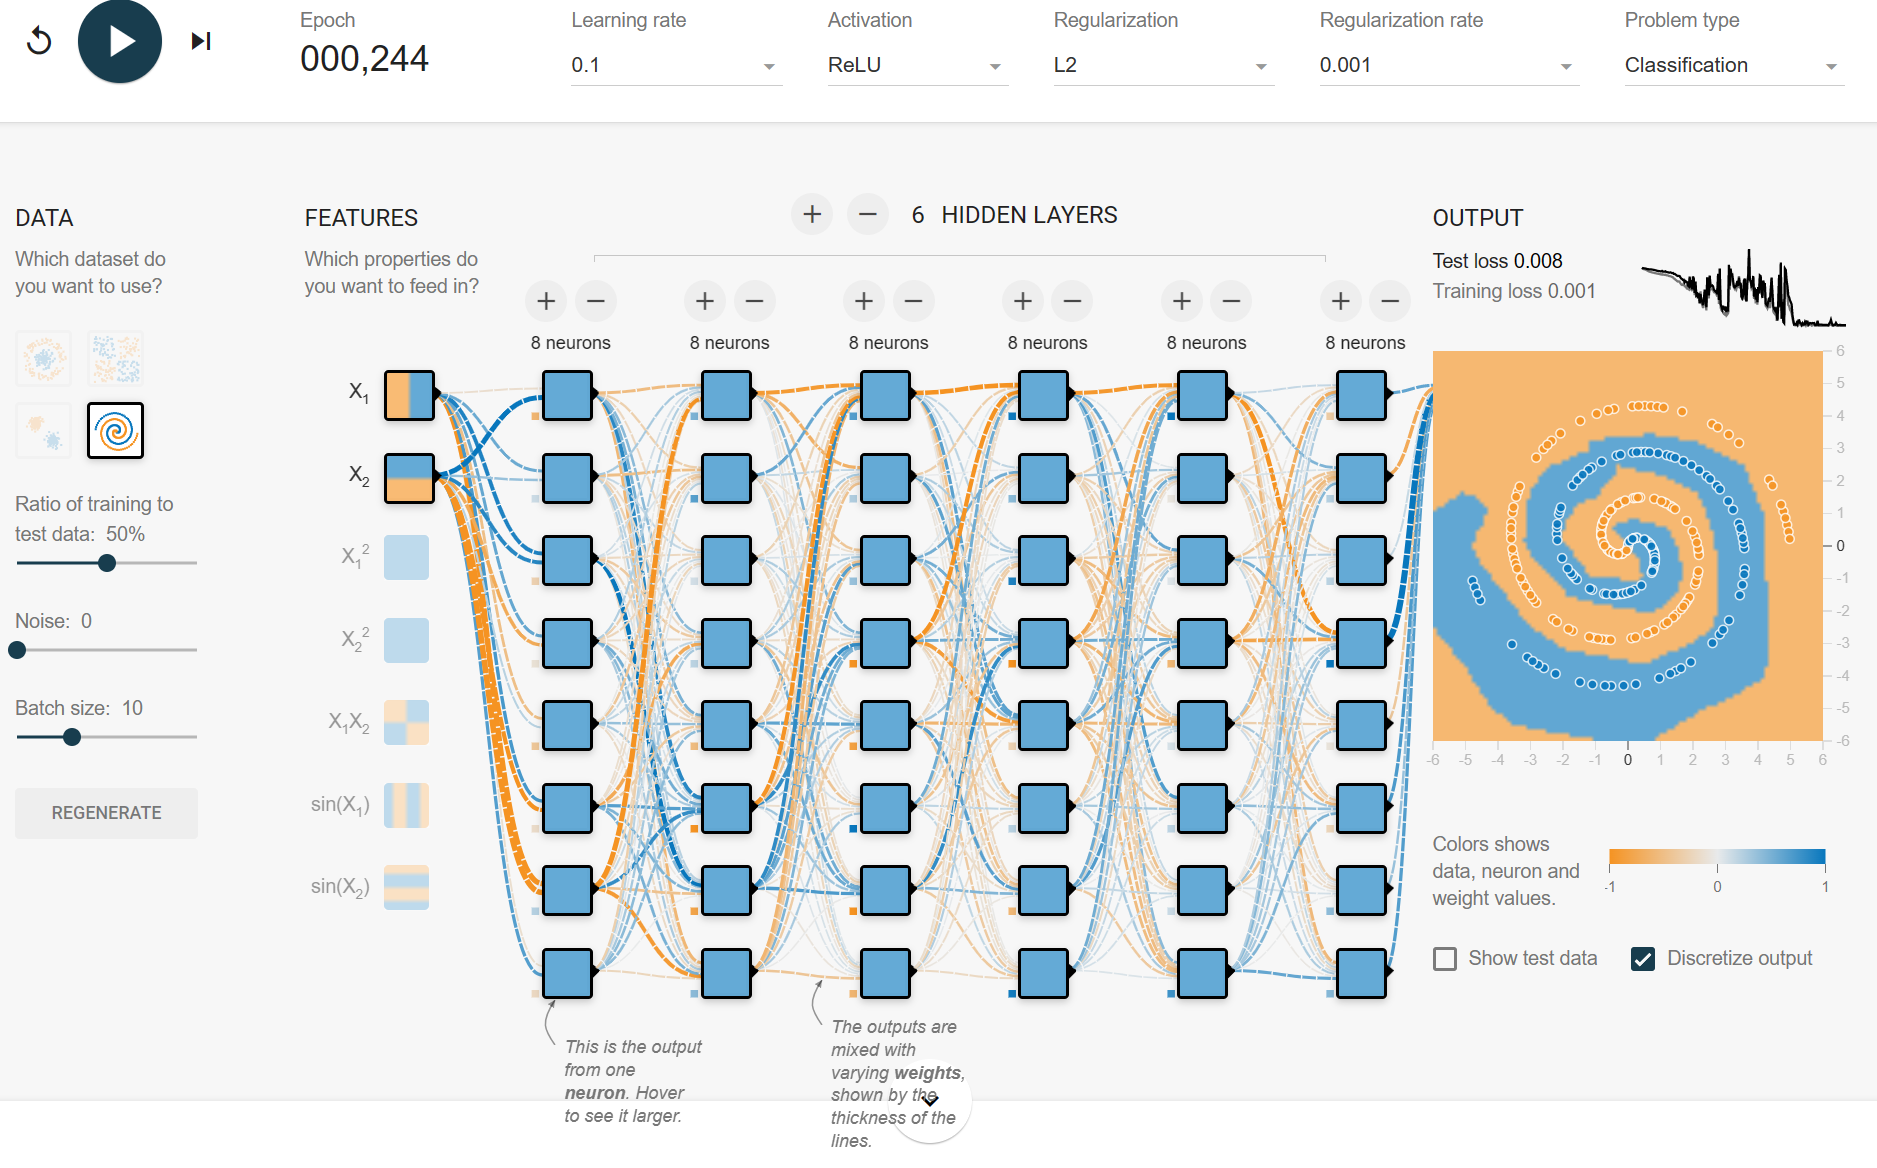 Epoch
000,244
Learning rate
0.1
Activation
ReLU
Regularization
L2
Regularization rate
0.001
Problem type
Classification
DATA
Which dataset do
you want to use?
Ratio of training to
test data: 50%
Noise: 0
Batch size: 10
REGENERATE
FEATURES
Which properties do
you want to feed in?
X1
X2
X1²
X2²
X1X2
sin(X1)
sin(X2)
6 HIDDEN LAYERS
8 neurons
8 neurons
8 neurons
8 neurons
8 neurons
8 neurons
This is the output
from one
neuron. Hover
to see it larger.
The outputs are
mixed with
varying weights,
shown by the
thickness of the
lines.
OUTPUT
Test loss 0.008
Training loss 0.001
6
5
4
3
2
1
0
-1
-2
-3
-4
-5
-6
-6 -5 -4 -3 -2 -1 0 1 2 3 4 5 6
Colors shows
data, neuron and
weight values.
-1 0 1
Show test data
Discretize output